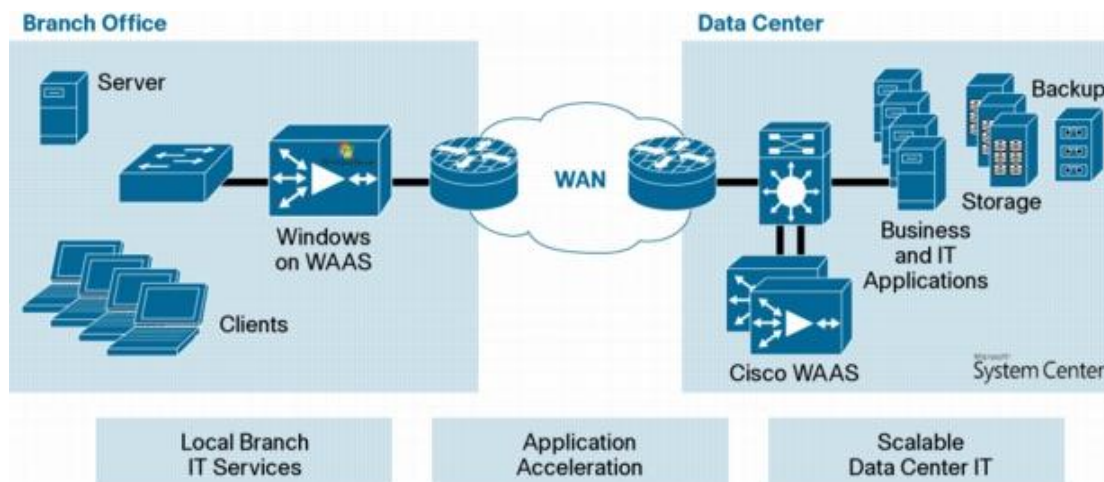 Branch Office
Server
Windows
on WAAS
Clients
WAN
Data Center
Backup
Storage
Business
and IT
Applications
Cisco WAAS
Microsoft
System Center
Local Branch
IT Services
Application
Acceleration
Scalable
Data Center IT